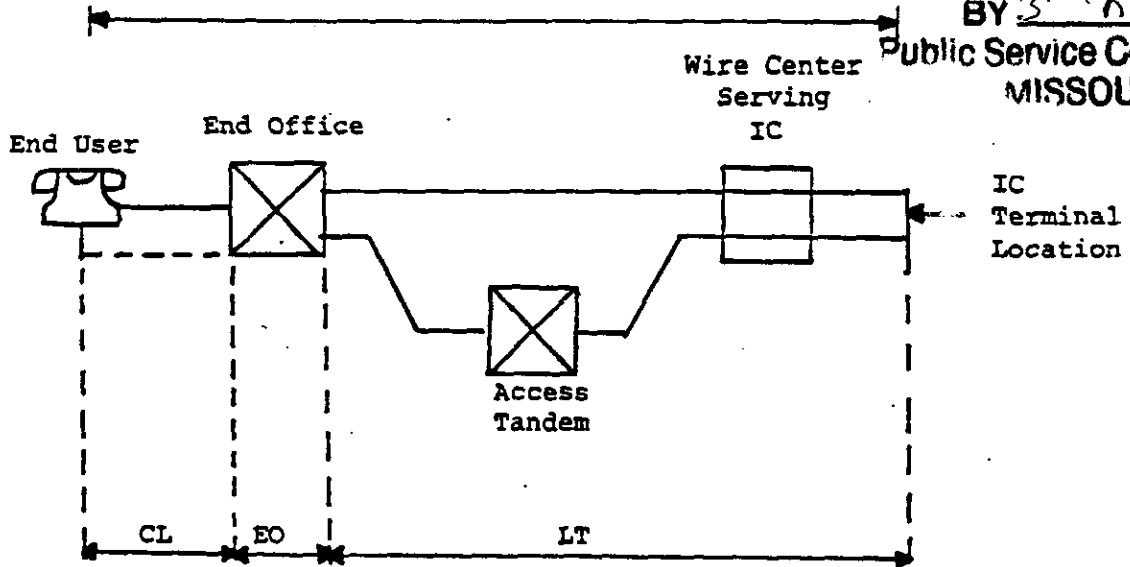 BY
Public Service C
MISSOU
Wire Center
Serving
IC
End Office
End User
IC
Terminal
Location
Access
Tandem
CL
EO
LT